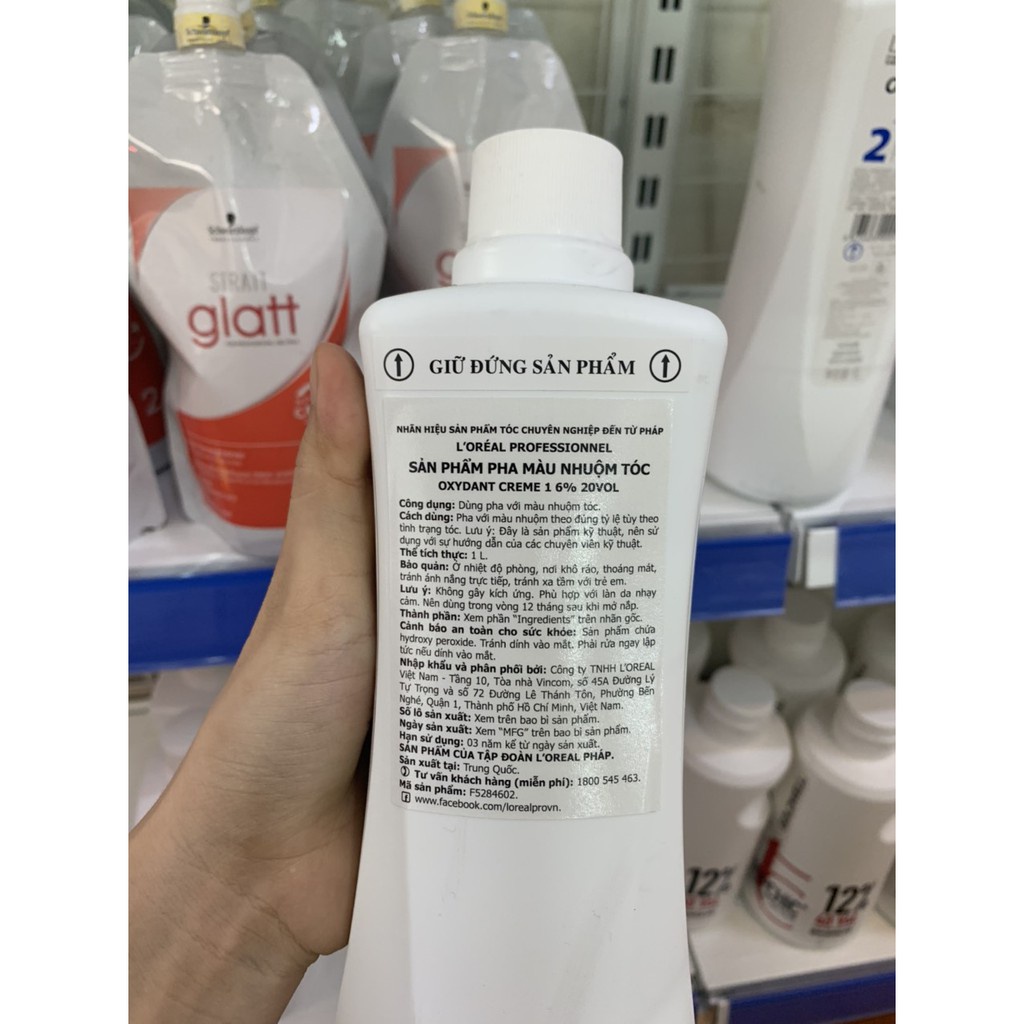 Schwarzkopf
STRAIT
glatt
2
GIỮ ĐỨNG SẢN PHẨM
NHÃN HIỆU SẢN PHẨM TÓC CHUYÊN NGHIỆP ĐẾN TỪ PHÁP
L'ORÉAL PROFESSIONNEL
SẢN PHẨM PHA MÀU NHUỘM TÓC
OXYDANT CREME 1 6% 20VOL
Công dụng: Dùng pha với màu nhuộm tóc.
Cách dùng: Pha với màu nhuộm theo đúng tỷ lệ tùy theo
tình trạng tóc. Lưu ý: Đây là sản phẩm kỹ thuật, nên sử
dụng với sự hướng dẫn của các chuyên viên kỹ thuật.
Thể tích thực: 1 L.
Bảo quản: Ở nhiệt độ phòng, nơi khô ráo, thoáng mát,
tránh ánh nắng trực tiếp, tránh xa tầm với trẻ em.
Lưu ý: Không gây kích ứng. Phù hợp với làn da nhạy
cảm. Nên dùng trong vòng 12 tháng sau khi mở nắp.
Thành phần: Xem phần "Ingredients" trên nhãn gốc.
Cảnh báo an toàn cho sức khỏe: Sản phẩm chứa
hydroxy peroxide. Tránh dính vào mắt. Phải rửa ngay lập
tức nếu dính vào mắt.
Nhập khẩu và phân phối bởi: Công ty TNHH L'OREAL
Việt Nam - Tầng 10, Tòa nhà Vincom, số 45A Đường Lý
Tự Trọng và số 72 Đường Lê Thánh Tôn, Phường Bến
Nghé, Quận 1, Thành phố Hồ Chí Minh, Việt Nam.
Số lô sản xuất: Xem trên bao bì sản phẩm.
Ngày sản xuất: Xem "MFG" trên bao bì sản phẩm.
Hạn sử dụng: 03 năm kể từ ngày sản xuất.
SẢN PHẨM CỦA TẬP ĐOÀN L'OREAL PHÁP.
Sản xuất tại: Trung Quốc.
Tư vấn khách hàng (miễn phí): 1800 545 463.
Mã sản phẩm: F5284602.
www.facebook.com/lorealprovn.
12%
12%